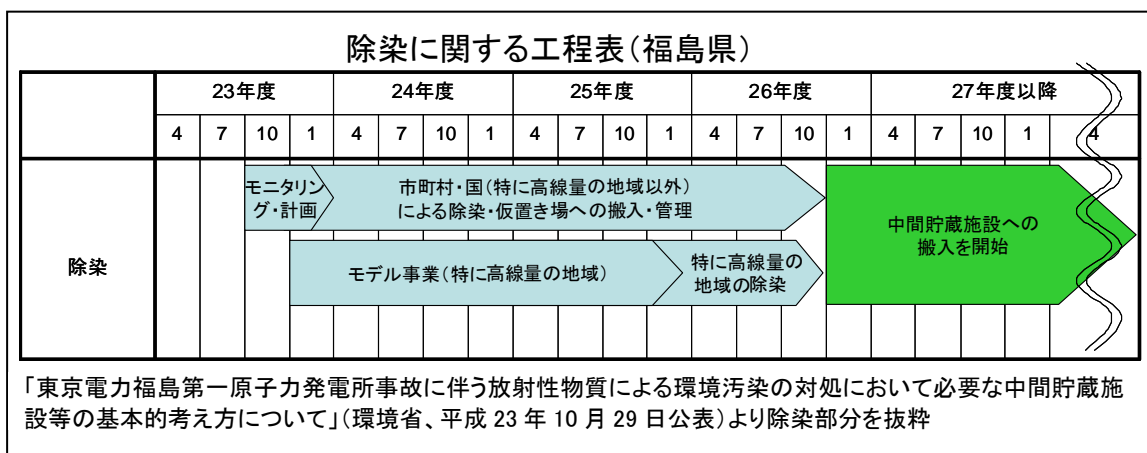 除染に関する工程表（福島県）
23年度 24年度 25年度 26年度 27年度以降
4 7 10 1 4 7 10 1 4 7 10 1 4 7 10 1 4 7 10 1 4
除染
モニタリン
グ・計画
市町村・国（特に高線量の地域以外）
による除染・仮置き場への搬入・管理
モデル事業（特に高線量の地域）
特に高線量の
地域の除染
中間貯蔵施設への
搬入を開始
「東京電力福島第一原子力発電所事故に伴う放射性物質による環境汚染の対処において必要な中間貯蔵施
設等の基本的考え方について」（環境省、平成 23 年 10 月 29 日公表）より除染部分を抜粋